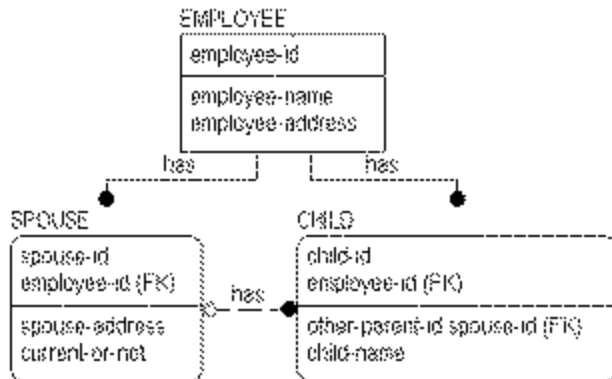 EMPLOYEE
employee-id
employee-name
employee-address
has
has
SPOUSE
spouse-id
employee-id (FK)
spouse-address
current-or-not
has
CHILD
child-id
employee-id (FK)
other-parent-id.spouse-id (FK)
child-name